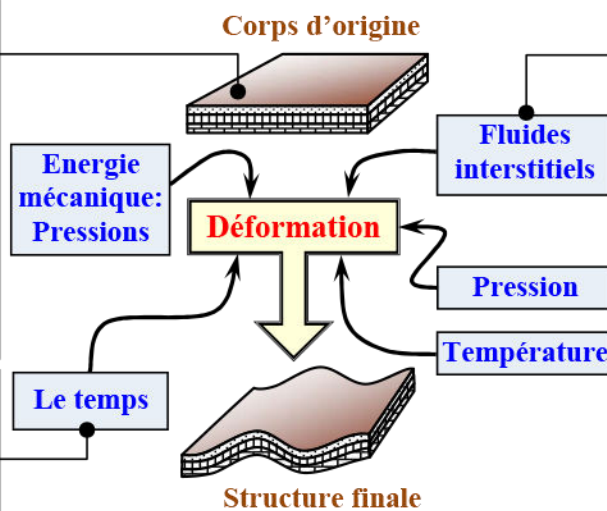 Corps d'origine
Fluides
interstitiels
Energie
mécanique:
Pressions
Déformation
Pression
Température
Le temps
Structure finale